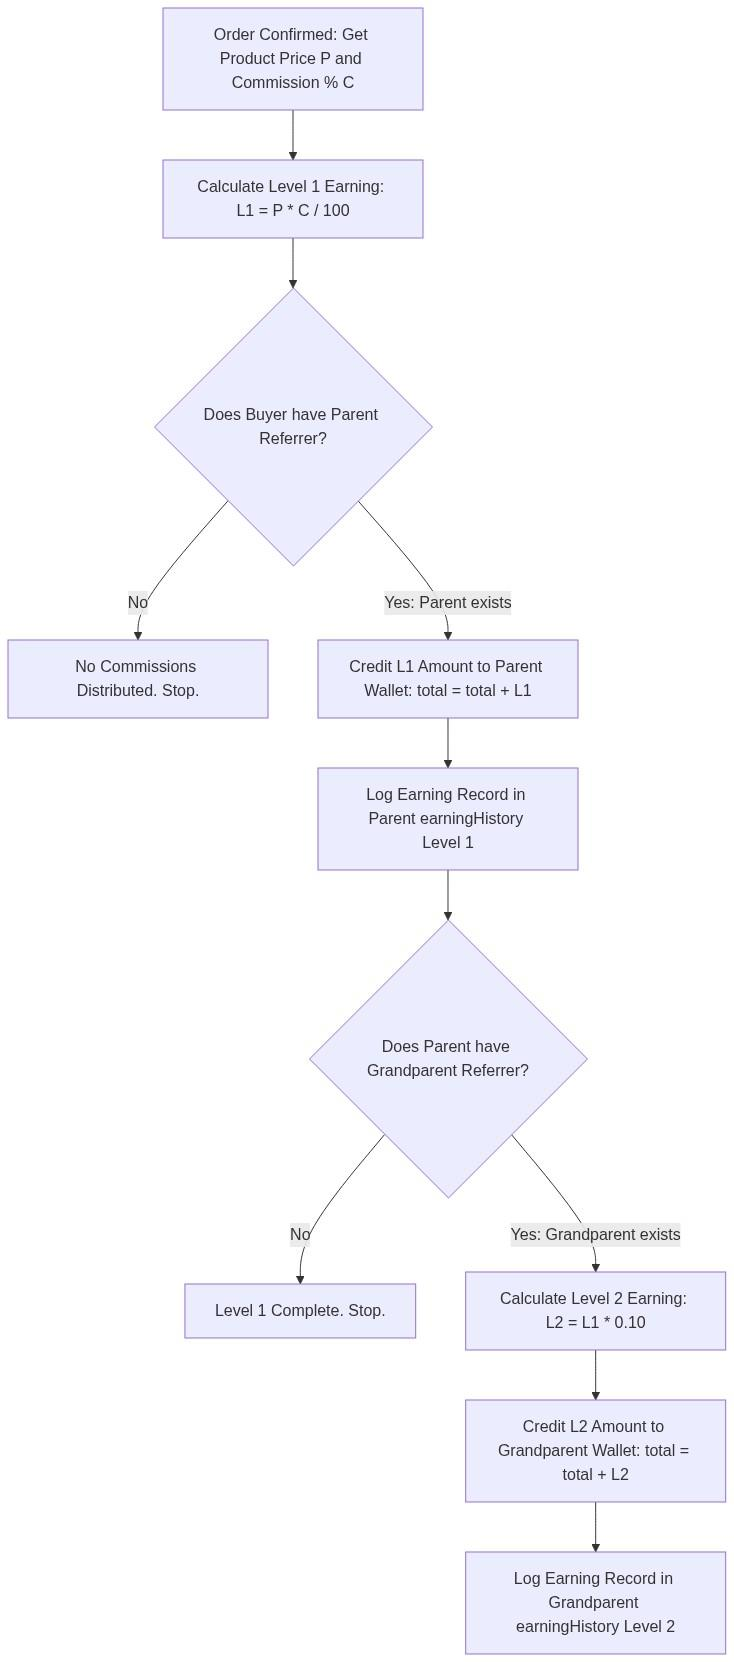 Order Confirmed: Get
Product Price P and
Commission % C
Calculate Level 1 Earning:
L1 = P * C / 100
Does Buyer have Parent
Referrer?
No
Yes: Parent exists
No Commissions
Distributed. Stop.
Credit L1 Amount to Parent
Wallet: total = total + L1
Log Earning Record in
Parent earningHistory
Level 1
Does Parent have
Grandparent Referrer?
No
Yes: Grandparent exists
Level 1 Complete. Stop.
Calculate Level 2 Earning:
L2 = L1 * 0.10
Credit L2 Amount to
Grandparent Wallet: total =
total + L2
Log Earning Record in
Grandparent
earningHistory Level 2